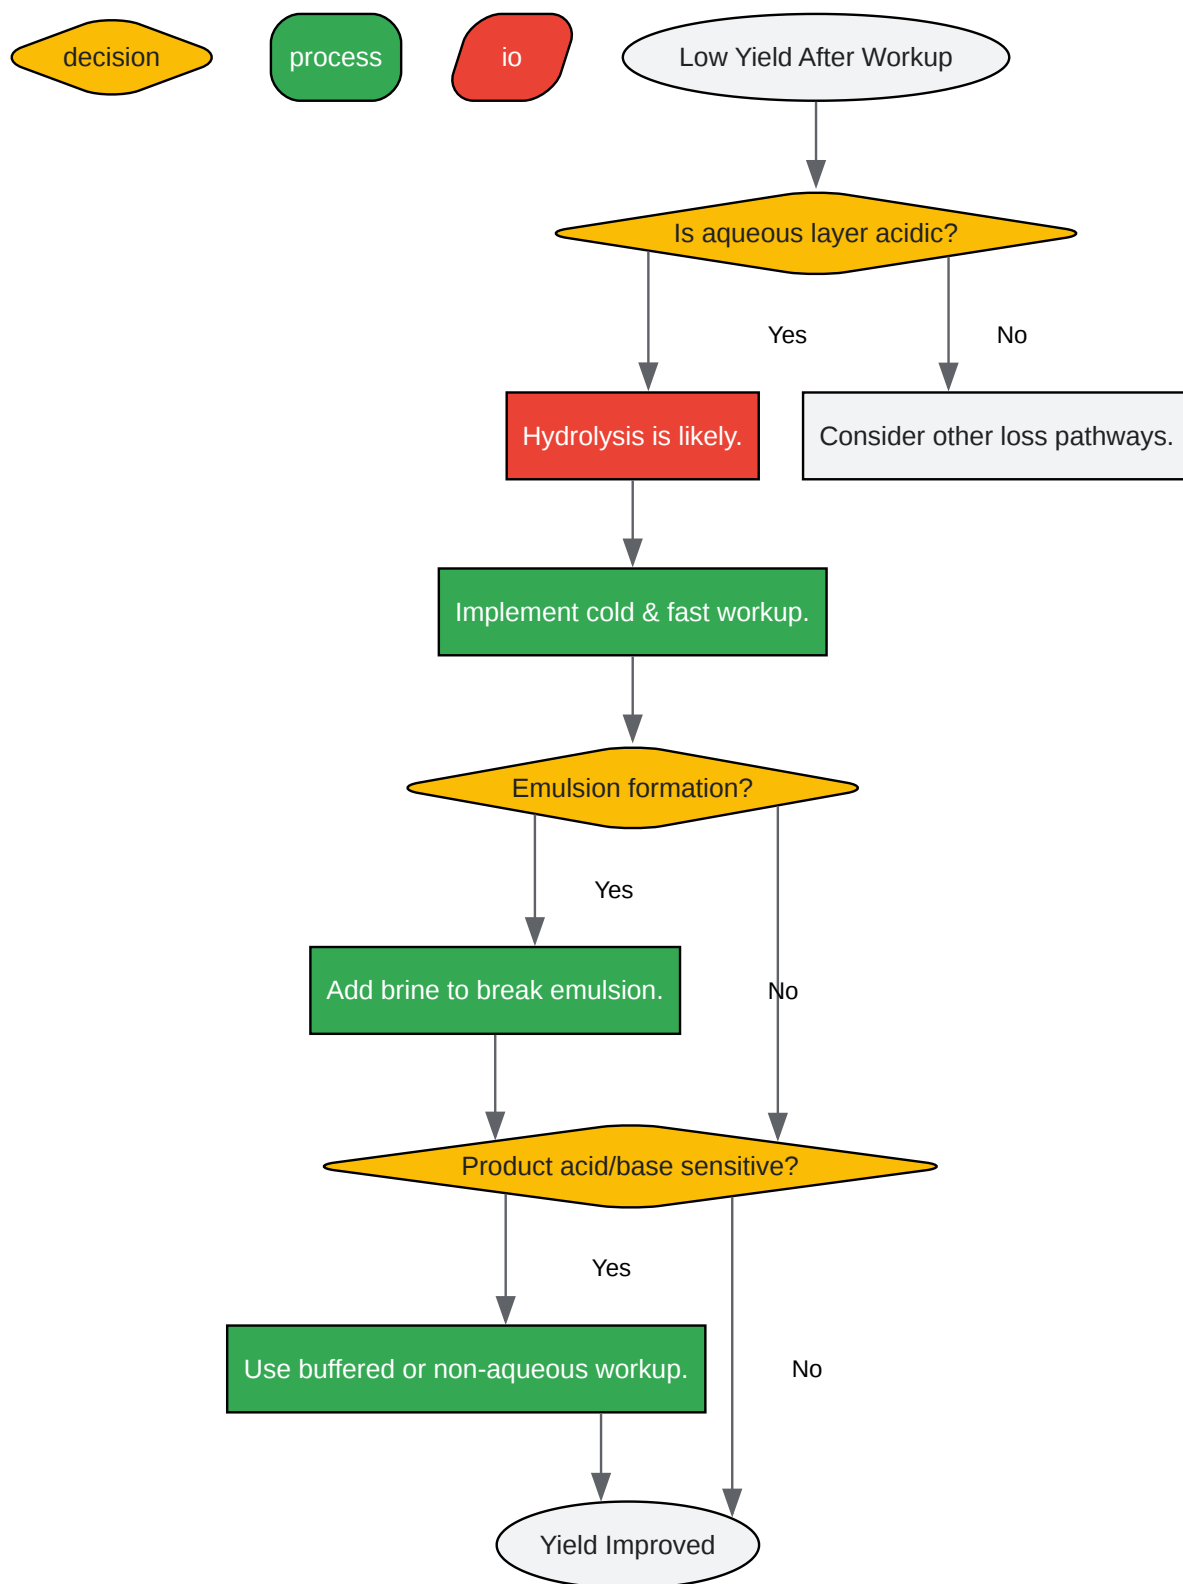 decision
process
io
Low Yield After Workup
Is aqueous layer acidic?
Yes
No
Hydrolysis is likely.
Consider other loss pathways.
Implement cold & fast workup.
Emulsion formation?
Yes
Add brine to break emulsion.
No
Product acid/base sensitive?
Yes
Use buffered or non-aqueous workup.
No
Yield Improved